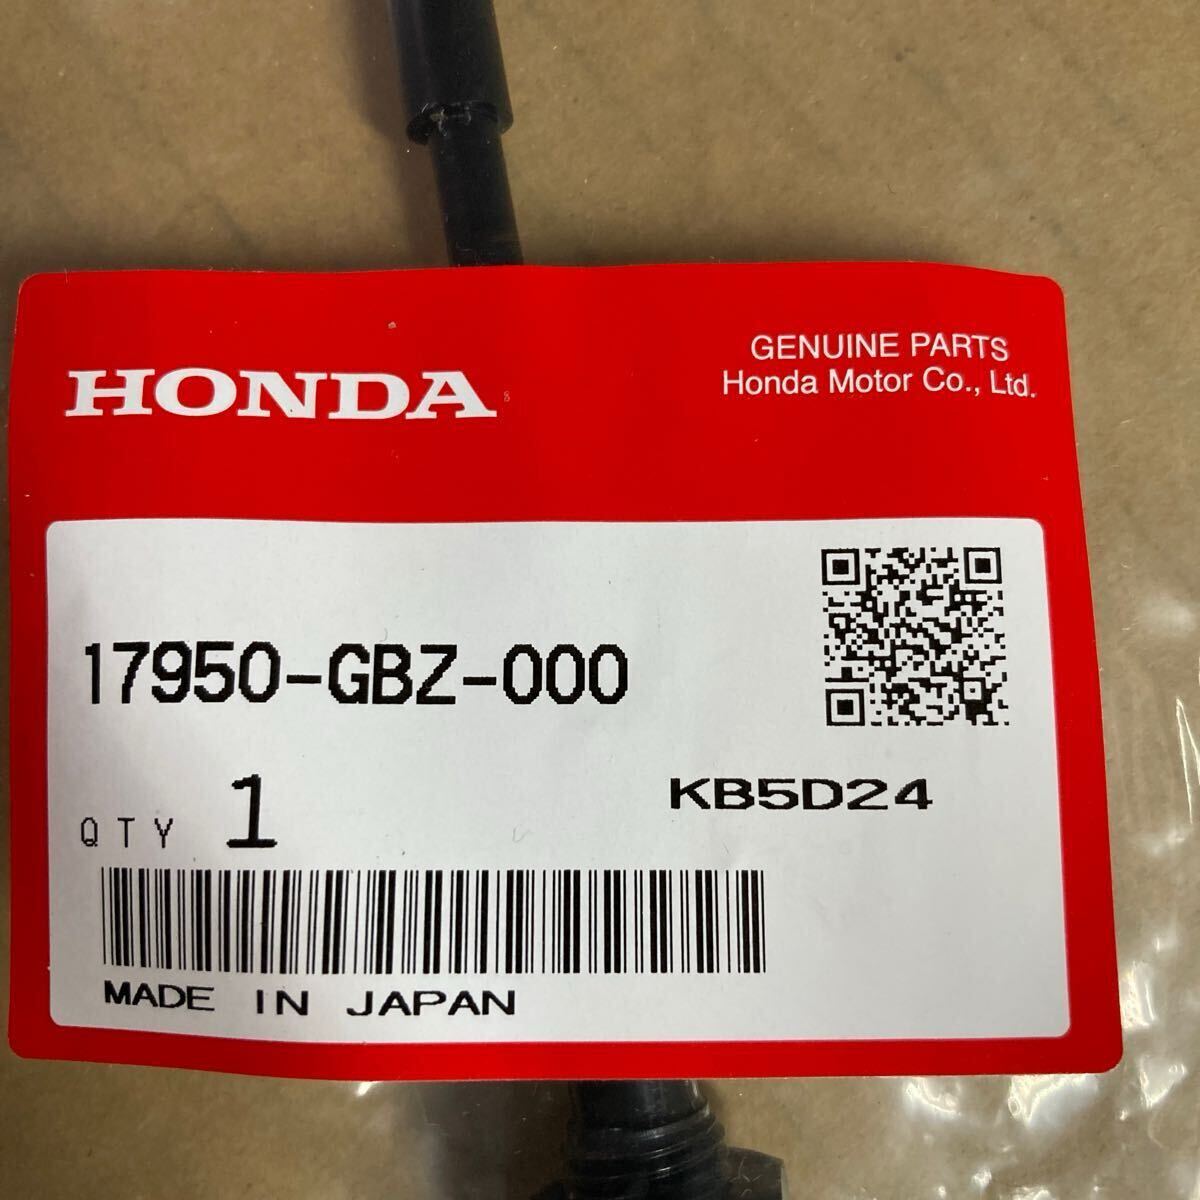 HONDA
GENUINE PARTS
Honda Motor Co., Ltd.
17950-GBZ-000
KB5D24
QTY 1
MADE IN JAPAN